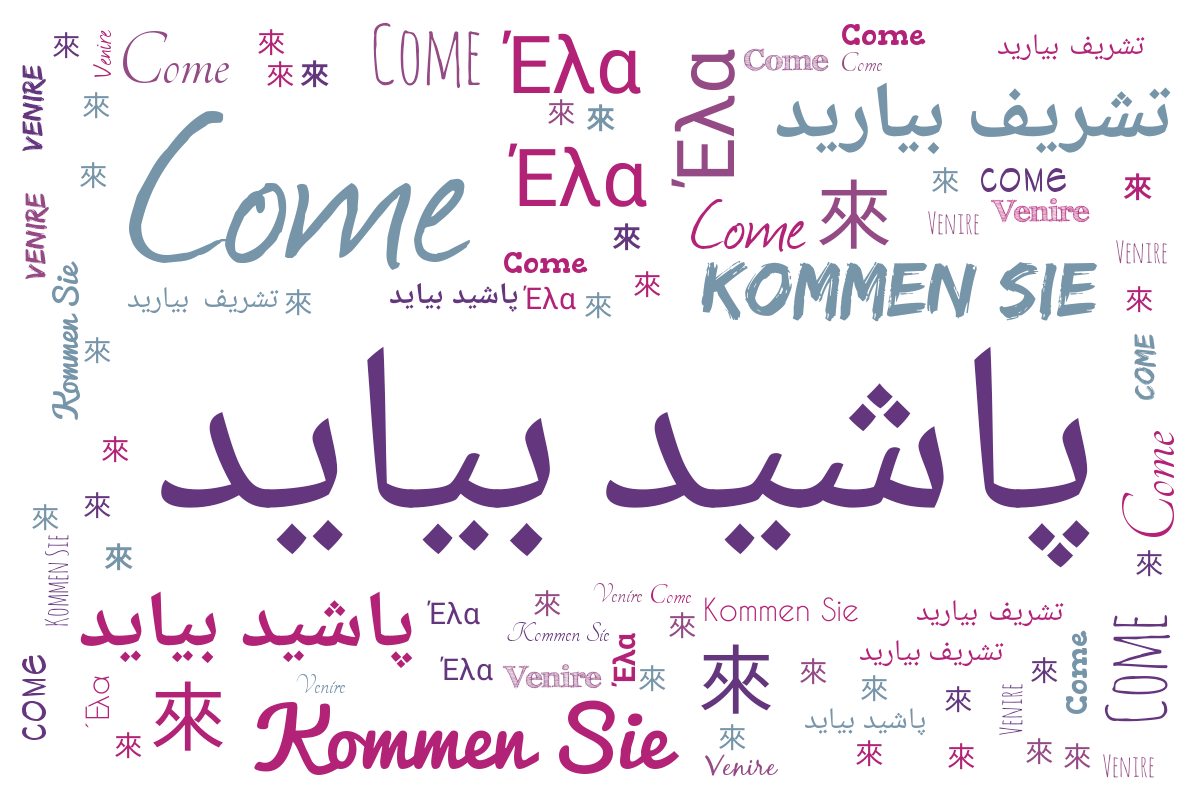 來
Venire
Come
來
來
來
COME
Έλα
Έλα
Come
Come
Come
تشریف بیارید
VENIRE
來
來
來
تشریف بیارید
Come
Έλα
來
VENIRE
來
COME
Venire
VENIRE
來
Come
來
來
Come
VENIRE
KOMMEN SIE
Kommen Sie
تشریف بیارید
來
پاشید بیاید
Έλα
來
來
來
來
COME
پاشید بیاید
來
來
來
來
Come
來
KOMMEN SIE
پاشید بیاید
Έλα
來
Venire
Come
Kommen Sie
تشریف بیارید
Kommen Sie
來
Έλα
تشریف بیارید
Come
COME
COME
Έλα
Έλα
Venire
來
來
來
來
來
來
VENIRE
Venire
來
Kommen Sie
پاشید بیاید
來
來
Venire
來
來
來
來
VENIRE